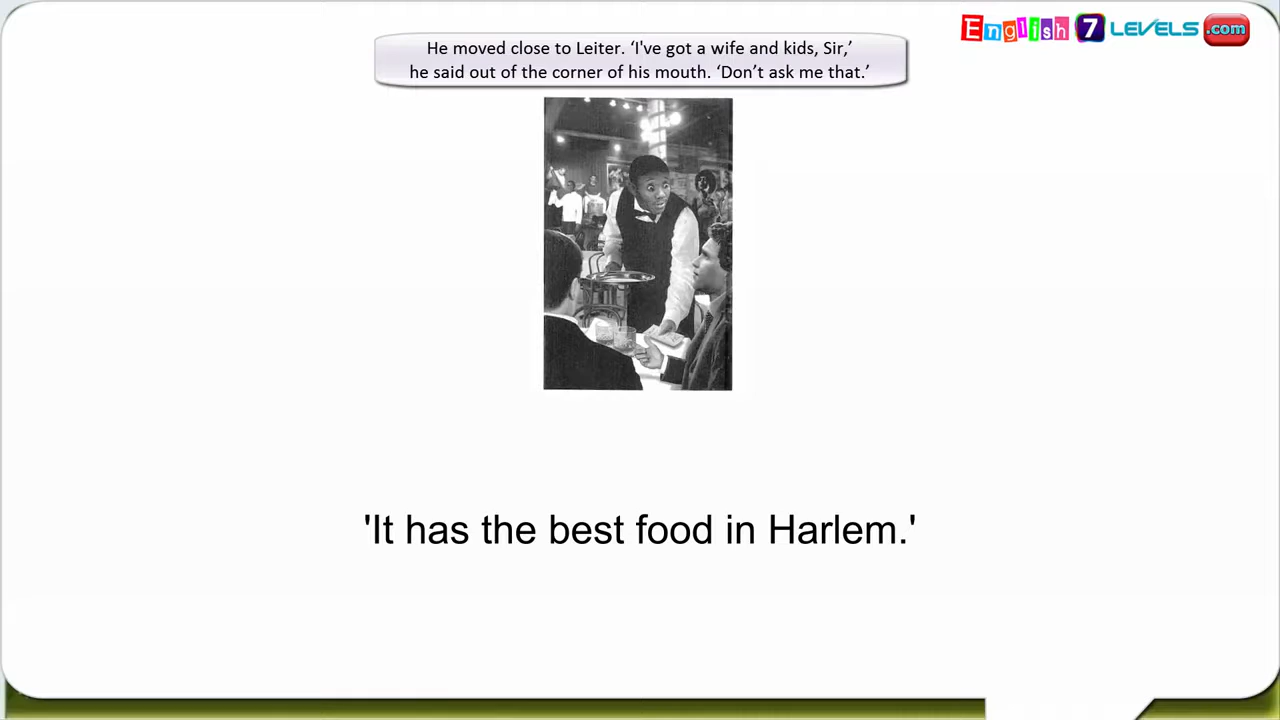 English 7 LEVELS .com
He moved close to Leiter. ‘I've got a wife and kids, Sir,’
he said out of the corner of his mouth. ‘Don’t ask me that.’
'It has the best food in Harlem.'